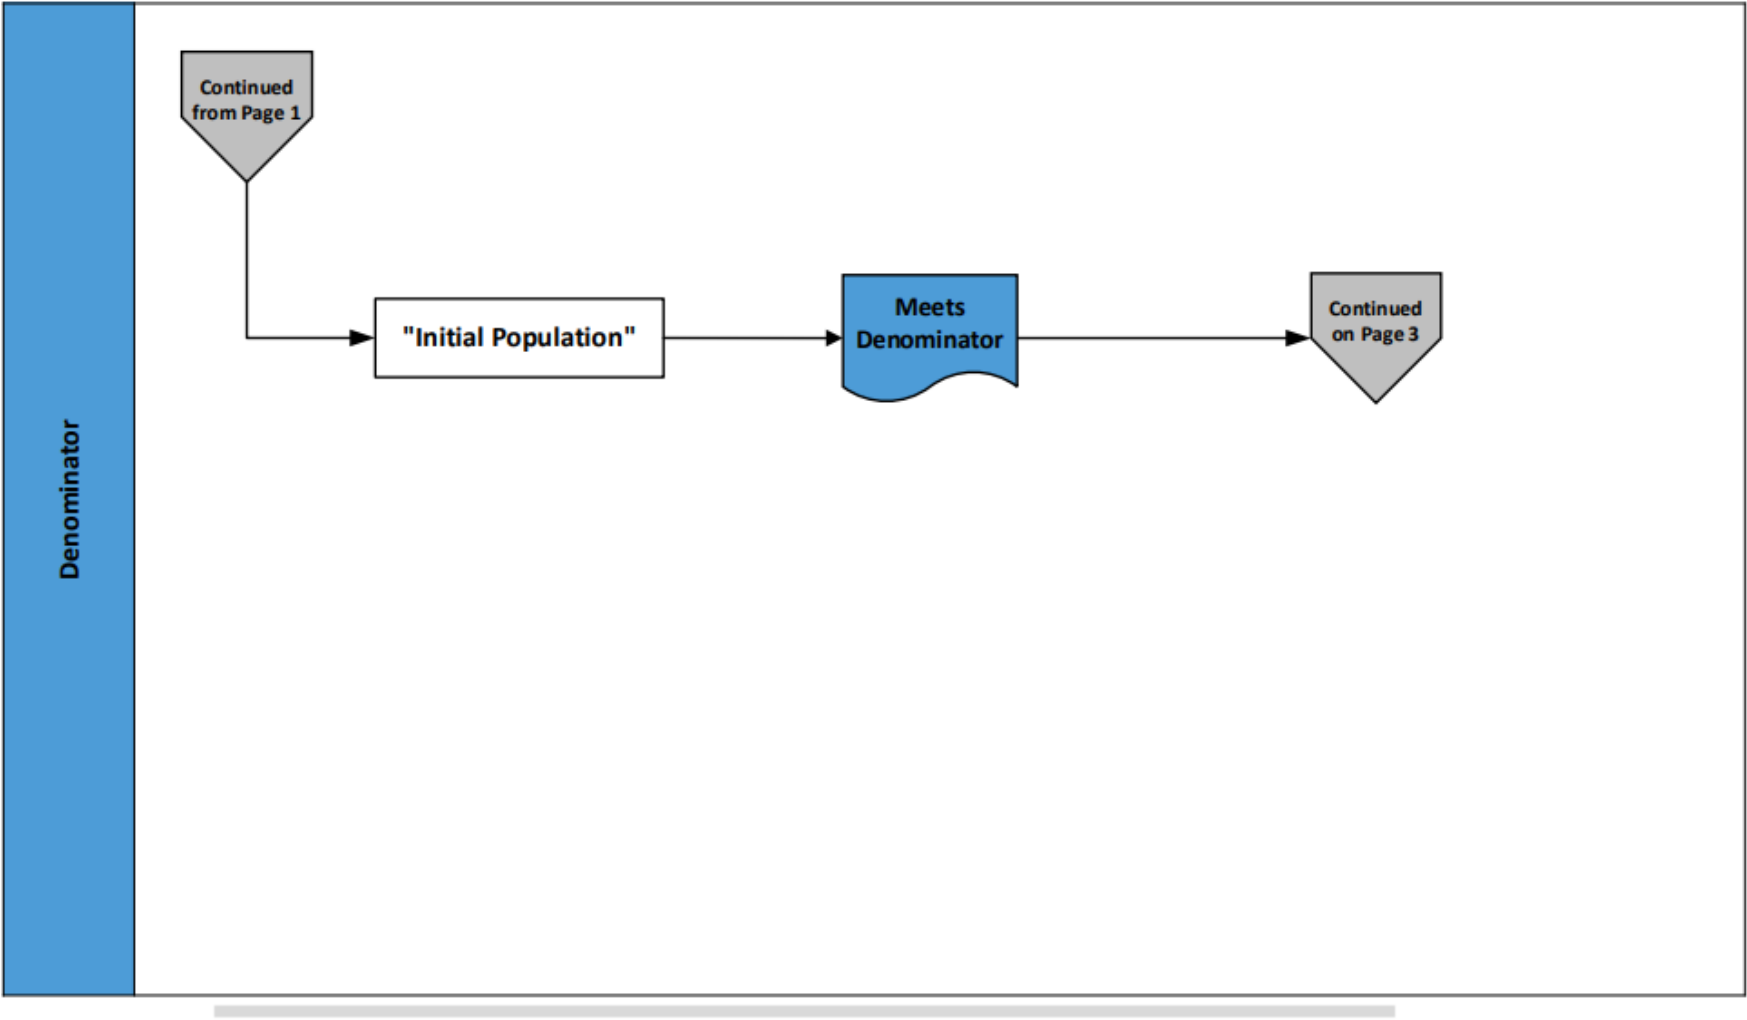 Denominator
Continued
from Page 1
"Initial Population"
Meets
Denominator
Continued
on Page 3